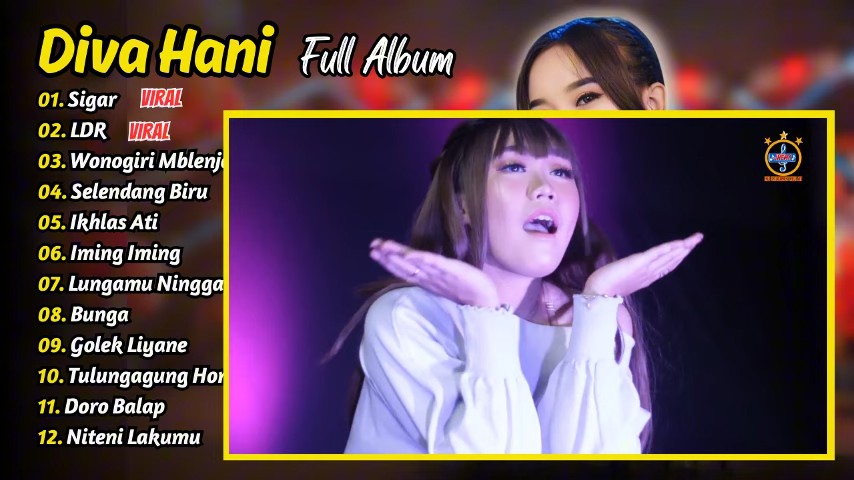 Diva Hani Full Album
01. Sigar VIRAL
02. LDR VIRAL
03. Wonogiri Mblenj
04. Selendang Biru
05. Ikhlas Ati
06. Iming Iming
07. Lungamu Ningga
08. Bunga
09. Golek Liyane
10. Tulungagung Hor
11. Doro Balap
12. Niteni Lakumu